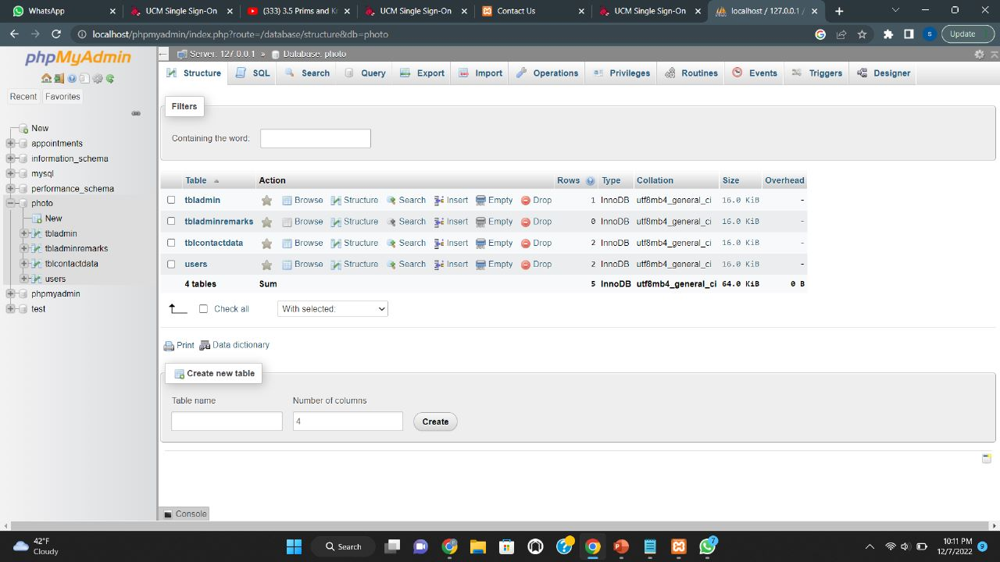 WhatsApp UCM Single Sign-On (333) 3.5 Prims and Kr UCM Single Sign-On Contact Us UCM Single Sign-On localhost / 127.0.0.1 /
localhost/phpmyadmin/index.php?route=/database/structure&db=photo Update
phpMyAdmin
Recent Favorites
New
appointments
information_schema
mysql
performance_schema
photo
New
tbladmin
tbladminremarks
tblcontactdata
users
phpmyadmin
test
Server: 127.0.0.1 » Database: photo
Structure SQL Search Query Export Import Operations Privileges Routines Events Triggers Designer
Filters
Containing the word:
Table Action Rows Type Collation Size Overhead
tbladmin Browse Structure Search Insert Empty Drop 1 InnoDB utf8mb4_general_ci 16.0 KiB -
tbladminremarks Browse Structure Search Insert Empty Drop 0 InnoDB utf8mb4_general_ci 16.0 KiB -
tblcontactdata Browse Structure Search Insert Empty Drop 2 InnoDB utf8mb4_general_ci 16.0 KiB -
users Browse Structure Search Insert Empty Drop 2 InnoDB utf8mb4_general_ci 16.0 KiB -
4 tables Sum 5 InnoDB utf8mb4_general_ci 64.0 KiB 0 B
Check all With selected:
Print Data dictionary
Create new table
Table name Number of columns
4 Create
Console
42°F
Cloudy
Search
7
10:11 PM
12/7/2022
9